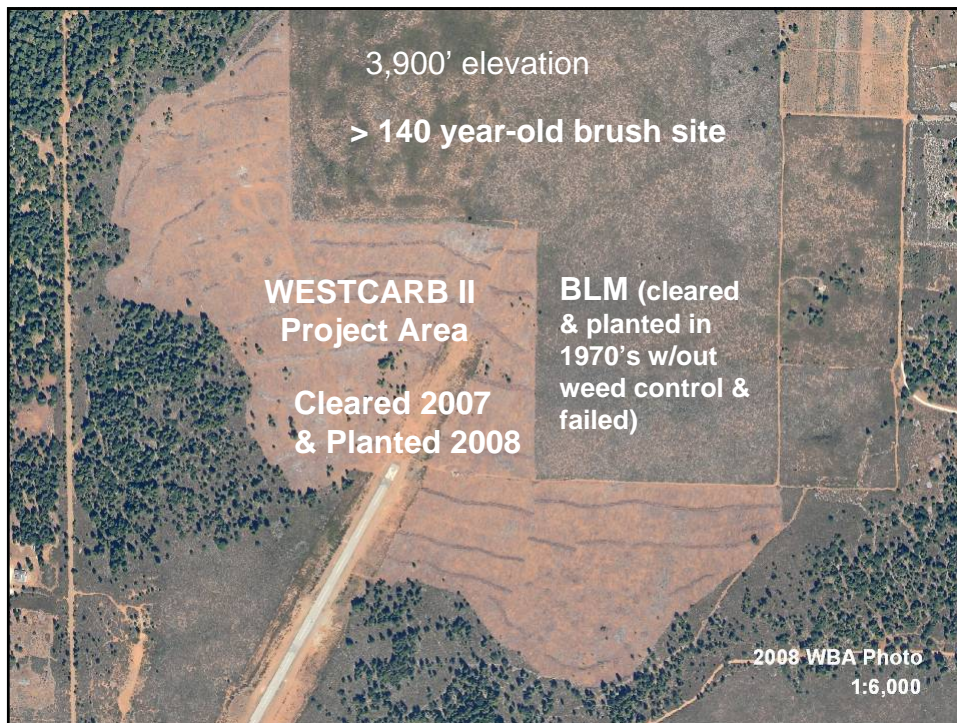 3,900’ elevation
> 140 year-old brush site
WESTCARB II
Project Area
Cleared 2007
& Planted 2008
BLM (cleared
& planted in
1970’s w/out
weed control &
failed)
2008 WBA Photo
1:6,000